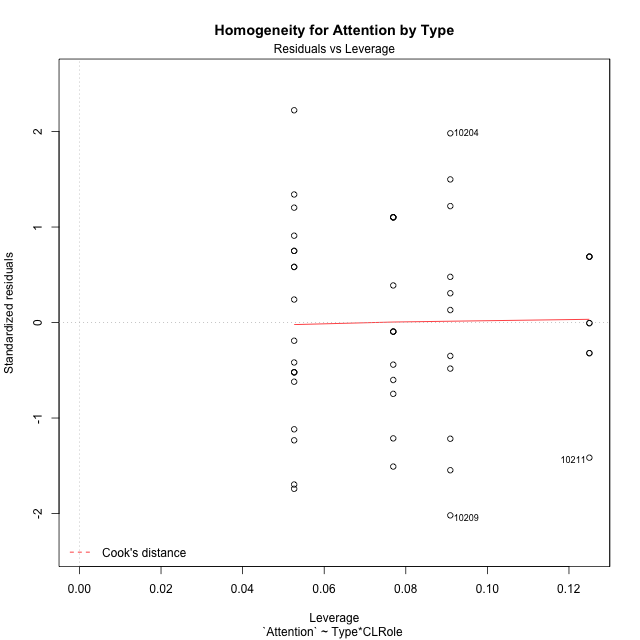 Homogeneity for Attention by Type
Residuals vs Leverage
2
1
0
-1
-2
Standardized residuals
10204
10211
10209
Cook's distance
0.00 0.02 0.04 0.06 0.08 0.10 0.12
Leverage
`Attention` ~ Type*CLRole